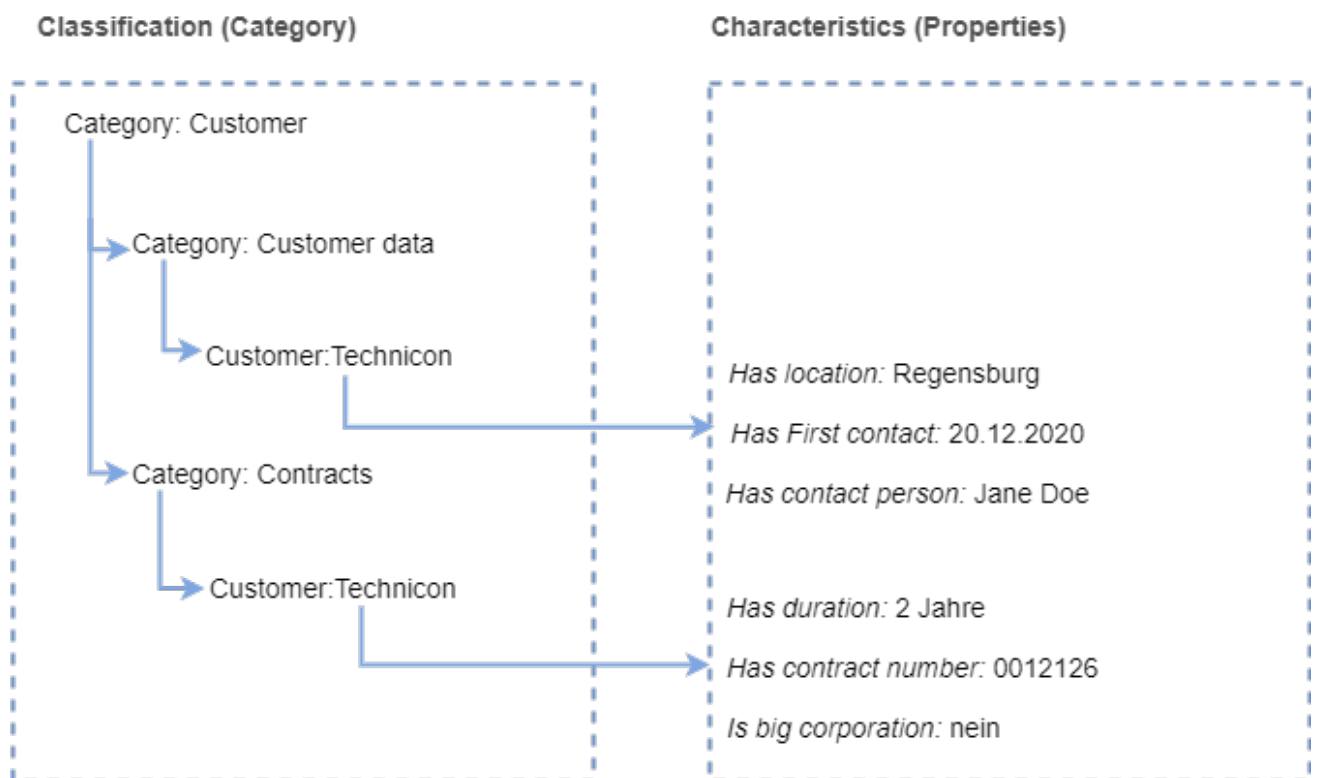 Classification (Category)
Characteristics (Properties)
Category: Customer
Category: Customer data
Customer:Technicon
Has location: Regensburg
Has First contact: 20.12.2020
Category: Contracts
Has contact person: Jane Doe
Customer:Technicon
Has duration: 2 Jahre
Has contract number: 0012126
Is big corporation: nein